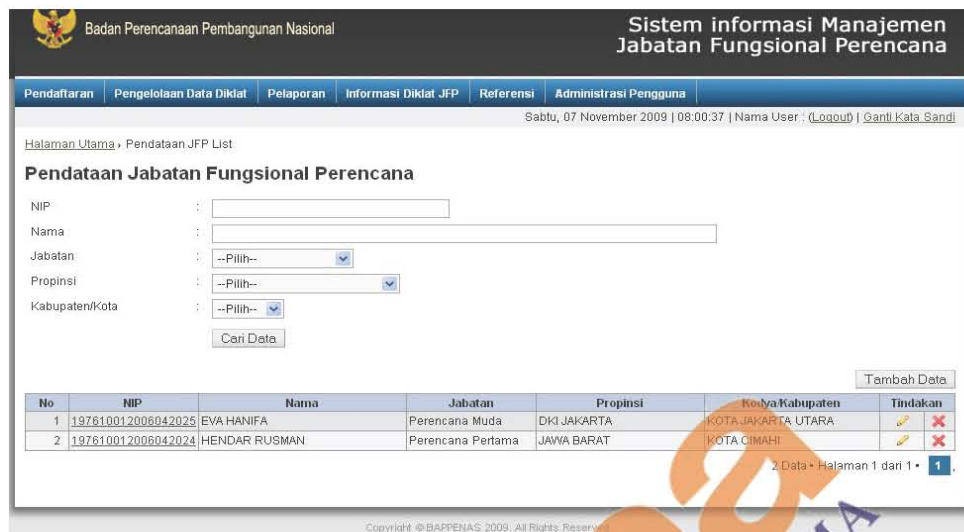 Badan Perencanaan Pembangunan Nasional
Sistem informasi Manajemen
Jabatan Fungsional Perencana
Pendaftaran Pengelolaan Data Diklat Pelaporan Informasi Diklat JFP Referensi Administrasi Pengguna
Sabtu, 07 November 2009 | 08:00:37 | Nama User : (Logout) | Ganti Kata Sandi
Halaman Utama › Pendataan JFP List
Pendataan Jabatan Fungsional Perencana
NIP :
Nama :
Jabatan : --Pilih--
Propinsi : --Pilih--
Kabupaten/Kota : --Pilih--
Cari Data
Tambah Data
No NIP Nama Jabatan Propinsi Kodya/Kabupaten Tindakan
1 197610012006042025 EVA HANIFA Perencana Muda DKI JAKARTA KOTA JAKARTA UTARA
2 197610012006042024 HENDAR RUSMAN Perencana Pertama JAWA BARAT KOTA CIMAHI
2 Data • Halaman 1 dari 1 • 1 .
Copyright @ BAPPENAS 2009, All Rights Reserved